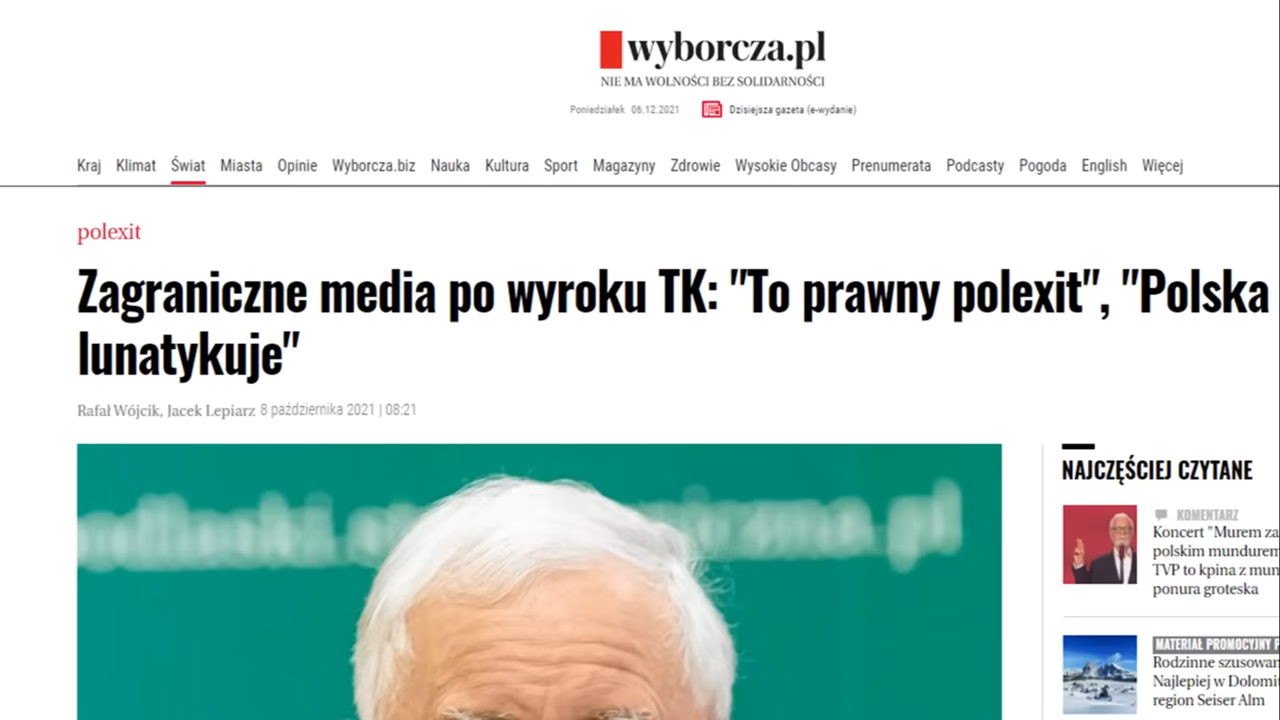 wyborcza.pl
NIE MA WOLNOŚCI BEZ SOLIDARNOŚCI
Poniedziałek 06.12.2021 Dzisiejsza gazeta (e-wydanie)
Kraj Klimat Świat Miasta Opinie Wyborcza.biz Nauka Kultura Sport Magazyny Zdrowie Wysokie Obcasy Prenumerata Podcasty Pogoda English Więcej
polexit
Zagraniczne media po wyroku TK: "To prawny polexit", "Polska
lunatykuje"
Rafał Wójcik, Jacek Lepiarz 8 października 2021 | 08:21
NAJCZĘŚCIEJ CZYTANE
KOMENTARZ
Koncert "Murem za
polskim mundurem
TVP to kpina z mun
ponura groteska
MATERIAŁ PROMOCYJNY
Rodzinne szusowan
Najlepiej w Dolomi
region Seiser Alm